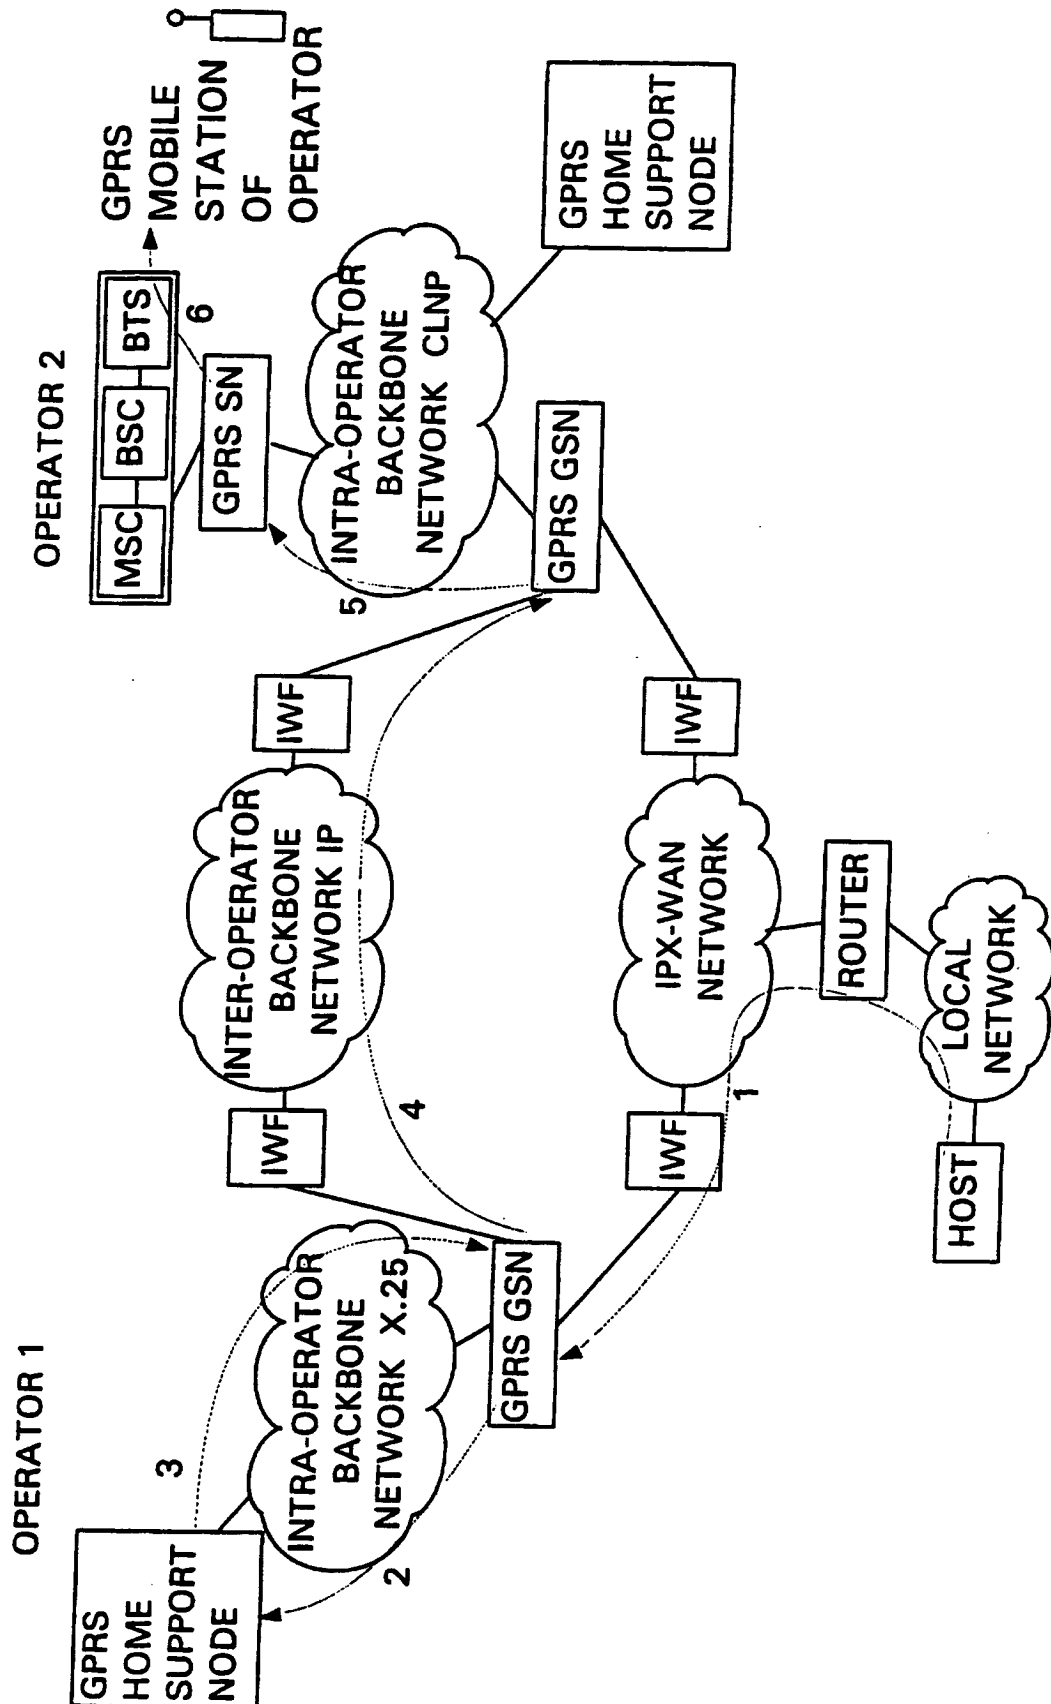 OPERATOR 1
OPERATOR 2
GPRS
HOME
SUPPORT
NODE
3
2
INTRA-OPERATOR
BACKBONE
NETWORK X.25
GPRS GSN
IWF
INTER-OPERATOR
BACKBONE
NETWORK IP
IWF
4
5
MSC
BSC
BTS
6
GPRS SN
GPRS
MOBILE
STATION
OF
OPERATOR
INTRA-OPERATOR
BACKBONE
NETWORK CLNP
GPRS GSN
GPRS
HOME
SUPPORT
NODE
IWF
IPX-WAN
NETWORK
IWF
1
ROUTER
LOCAL
NETWORK
HOST